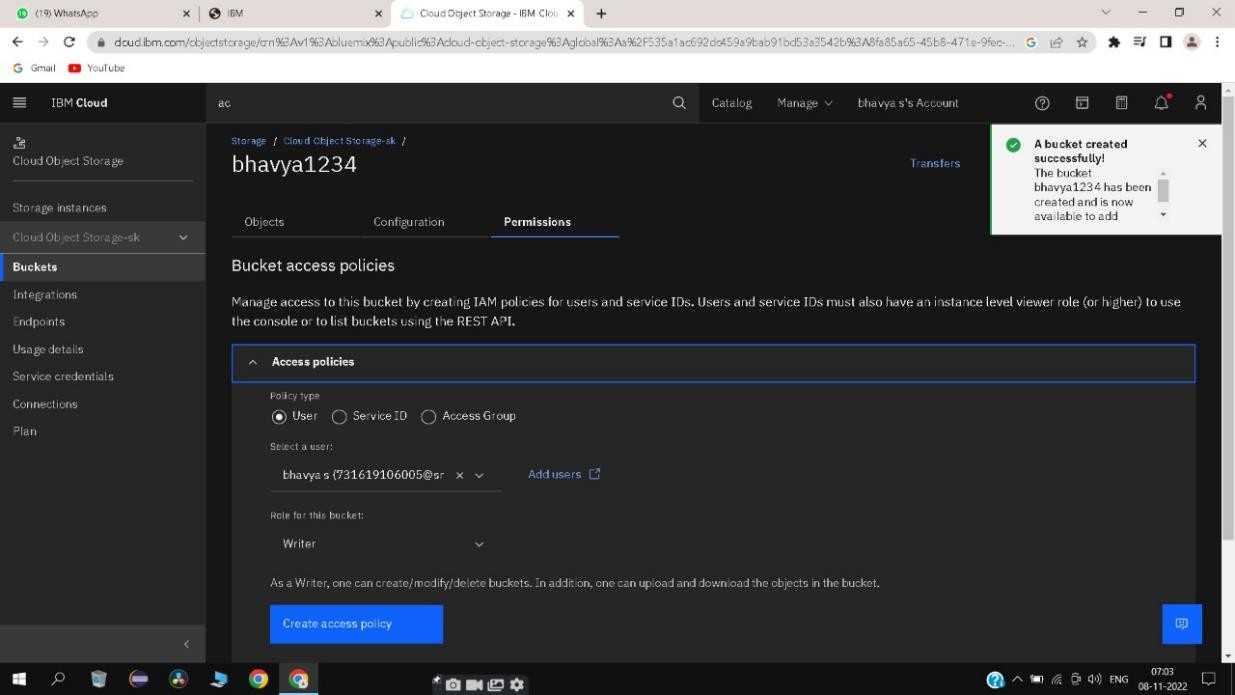 (19) WhatsApp
IBM
Cloud Object Storage - IBM Clou
cloud.ibm.com/objectstorage/crn%3Av1%3Abluemix%3Apublic%3Acloud-object-storage%3Aglobal%3Aa%2F535a1ac692dc459a9bab91bd53a3542b%3A8fa85a65-45b8-471e-9fec-...
Gmail
YouTube
IBM Cloud
ac
Catalog
Manage
bhavya s's Account
Cloud Object Storage
Storage instances
Cloud Object Storage-sk
Buckets
Integrations
Endpoints
Usage details
Service credentials
Connections
Plan
Storage / Cloud Object Storage-sk /
bhavya1234
Transfers
A bucket created
successfully!
The bucket
bhavya1234 has been
created and is now
available to add
Objects
Configuration
Permissions
Bucket access policies
Manage access to this bucket by creating IAM policies for users and service IDs. Users and service IDs must also have an instance level viewer role (or higher) to use
the console or to list buckets using the REST API.
Access policies
Policy type
User
Service ID
Access Group
Select a user:
bhavya s (731619106005@sr
Add users
Role for this bucket:
Writer
As a Writer, one can create/modify/delete buckets. In addition, one can upload and download the objects in the bucket.
Create access policy
ENG
07:03
08-11-2022